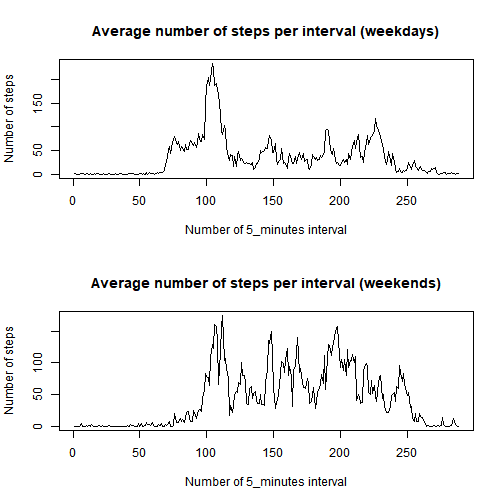 Average number of steps per interval (weekdays)
Number of steps
0 50 150
0 50 100 150 200 250
Number of 5_minutes interval
Average number of steps per interval (weekends)
Number of steps
0 50 100
0 50 100 150 200 250
Number of 5_minutes interval